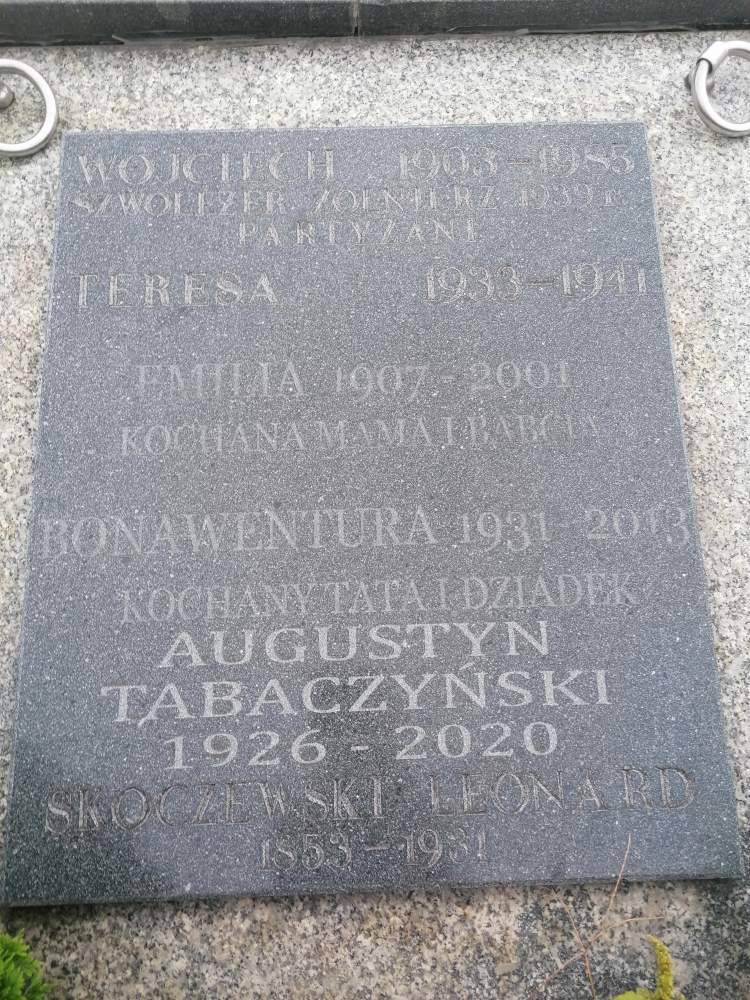 WOJCIECH 1903-1985
SZWOLEŻER ŻOŁNIERZ 1939 r.
PARTYZANT
TERESA 1933-1941
EMILIA 1907-2001
KOCHANA MAMA I BABCIA
BONAWENTURA 1931-2013
KOCHANY TATA I DZIADEK
AUGUSTYN
TABACZYŃSKI
1926 - 2020
SKOCZEWSKI LEONARD
1853-1931